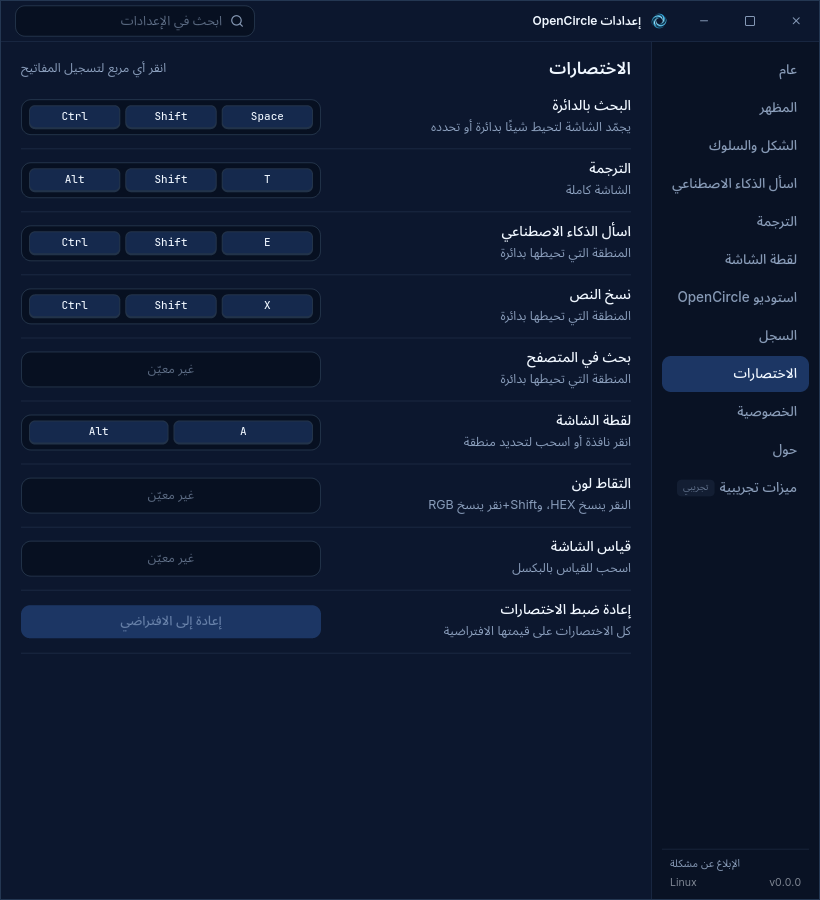 إعدادات OpenCircle
ابحث في الإعدادات
عام
المظهر
الشكل والسلوك
اسأل الذكاء الاصطناعي
الترجمة
لقطة الشاشة
استوديو OpenCircle
السجل
الاختصارات
الخصوصية
حول
ميزات تجريبية تجريبي
الإبلاغ عن مشكلة
Linux v0.0.0
الاختصارات
انقر أي مربع لتسجيل المفاتيح
البحث بالدائرة
يجمّد الشاشة لتحيط شيئًا بدائرة أو تحدده
Ctrl Shift Space
الترجمة
الشاشة كاملة
Alt Shift T
اسأل الذكاء الاصطناعي
المنطقة التي تحيطها بدائرة
Ctrl Shift E
نسخ النص
المنطقة التي تحيطها بدائرة
Ctrl Shift X
بحث في المتصفح
المنطقة التي تحيطها بدائرة
غير معيّن
لقطة الشاشة
انقر نافذة أو اسحب لتحديد منطقة
Alt A
التقاط لون
النقر ينسخ HEX، وShift+نقر ينسخ RGB
غير معيّن
قياس الشاشة
اسحب للقياس بالبكسل
غير معيّن
إعادة ضبط الاختصارات
كل الاختصارات على قيمتها الافتراضية
إعادة إلى الافتراضي